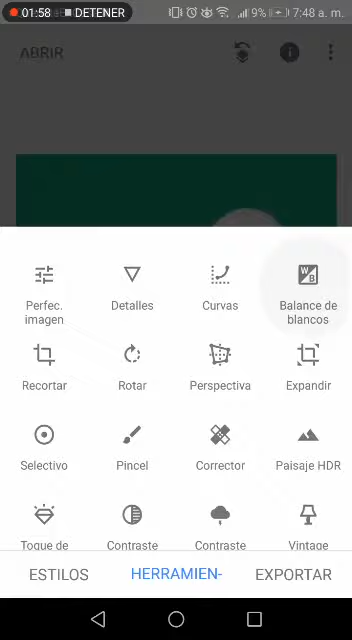 01:58 DETENER 9% 7:48 a. m.
ABRIR
Perfec. imagen
Detalles
Curvas
Balance de blancos
Recortar
Rotar
Perspectiva
Expandir
Selectivo
Pincel
Corrector
Paisaje HDR
Toque de
Contraste
Contraste
Vintage
ESTILOS
HERRAMIEN-
EXPORTAR